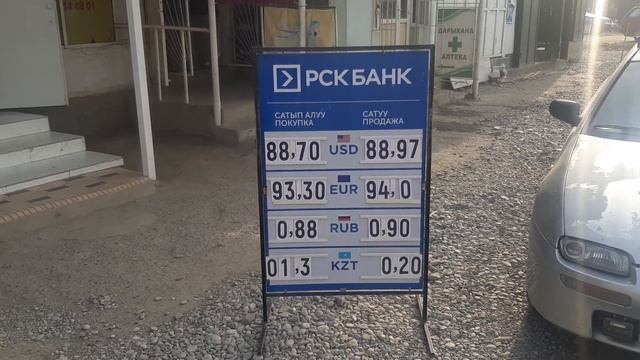 РСК БАНК
САТЫП АЛУУ САТУУ
ПОКУПКА ПРОДАЖА
88,70 USD 88,97
93,30 EUR 94,0
0,88 RUB 0,90
01,3 KZT 0,20
ДАРЫКАНА
АПТЕКА